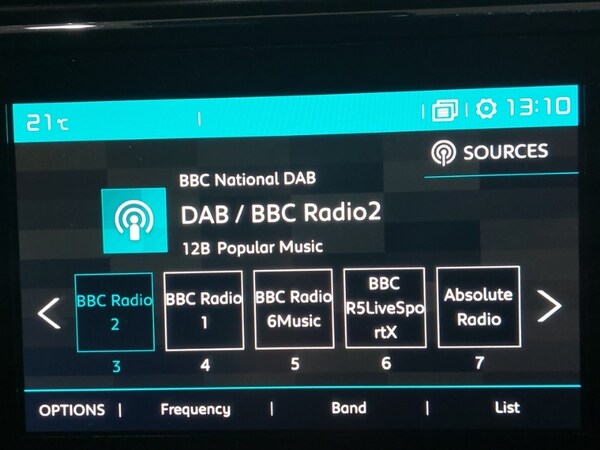 21°C
13:10
SOURCES
BBC National DAB
DAB / BBC Radio2
12B Popular Music
BBC Radio
2
BBC Radio
1
BBC Radio
6Music
BBC
R5LiveSpo
rtX
Absolute
Radio
3
4
5
6
7
OPTIONS | Frequency | Band | List